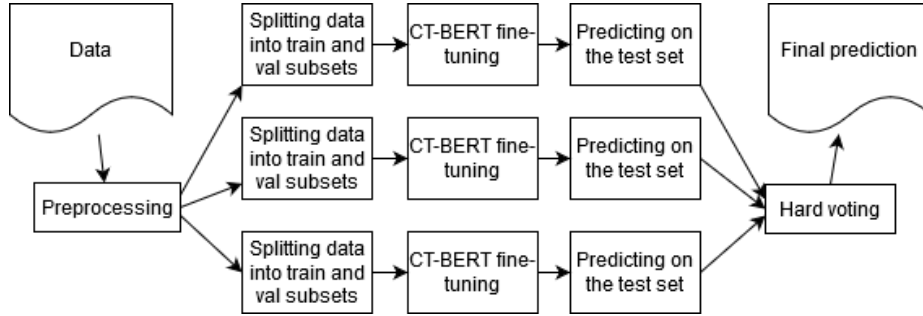 Data
Preprocessing
Splitting data
into train and
val subsets
CT-BERT fine-
tuning
Predicting on
the test set
Splitting data
into train and
val subsets
CT-BERT fine-
tuning
Predicting on
the test set
Splitting data
into train and
val subsets
CT-BERT fine-
tuning
Predicting on
the test set
Hard voting
Final prediction